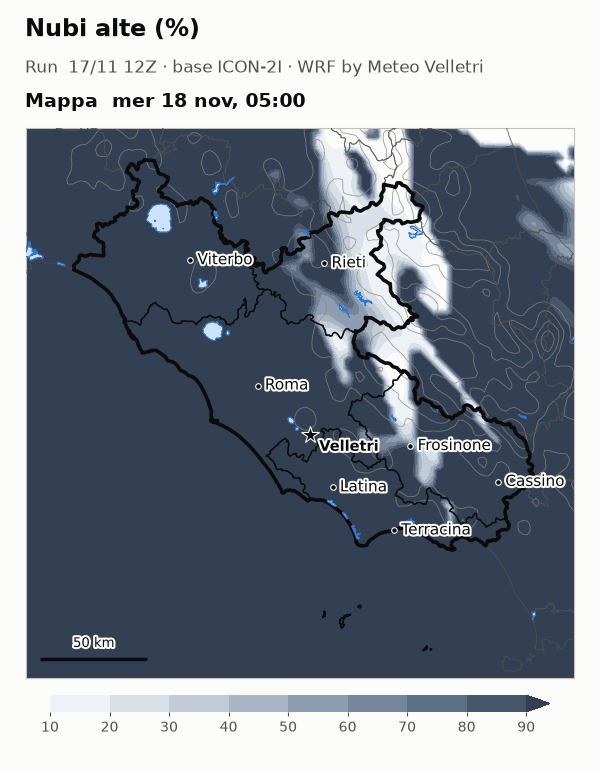 Nubi alte (%)
Run 17/11 12Z · base ICON-2I · WRF by Meteo Velletri
Mappa mer 18 nov, 05:00
Viterbo
Rieti
Roma
Velletri
Frosinone
Latina
Cassino
Terracina
50 km
10 20 30 40 50 60 70 80 90